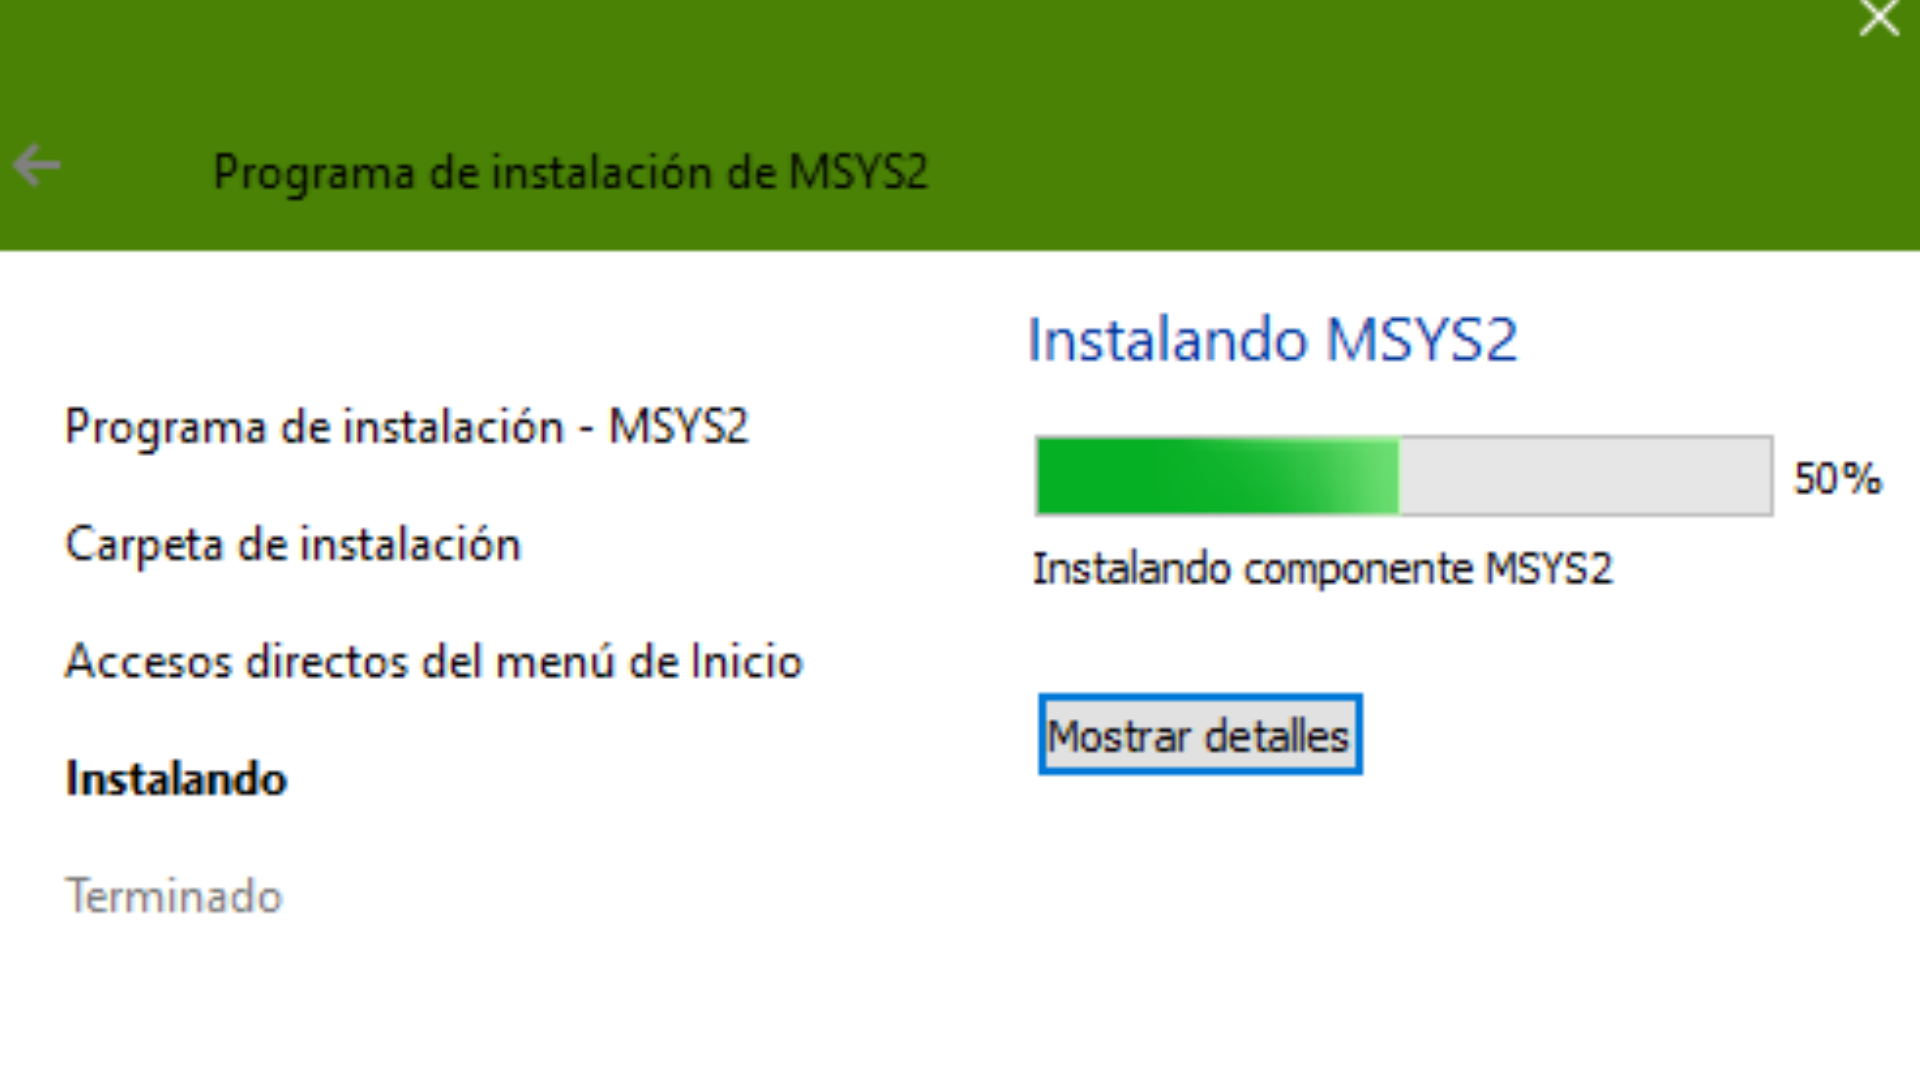 Programa de instalación de MSYS2
Programa de instalación - MSYS2
Carpeta de instalación
Accesos directos del menú de Inicio
Instalando
Terminado
Instalando MSYS2
50%
Instalando componente MSYS2
Mostrar detalles